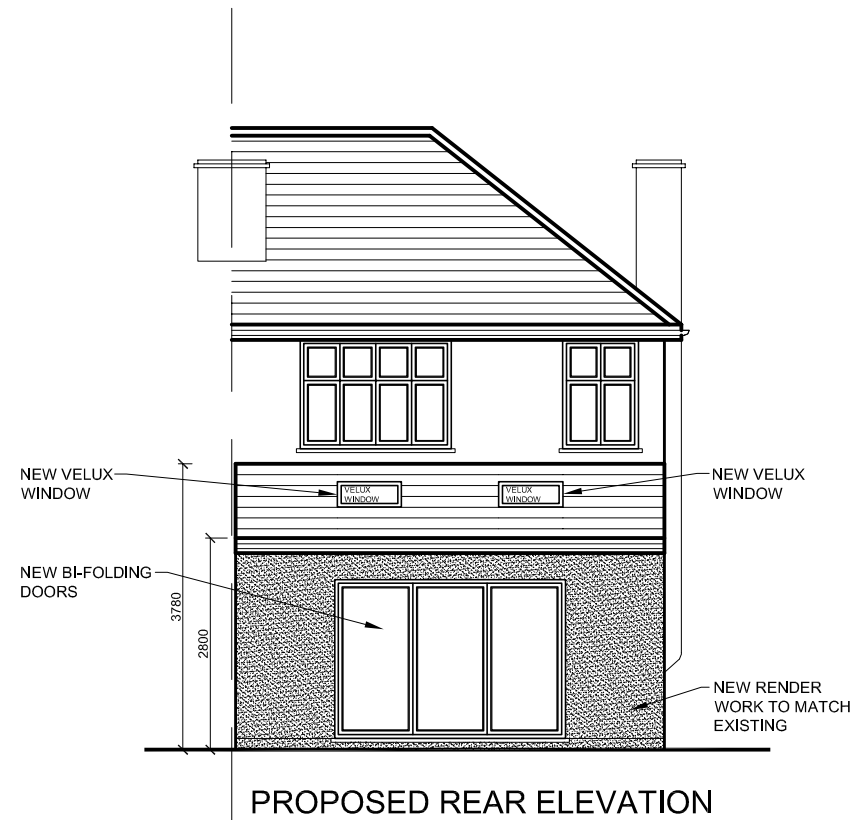 NEW VELUX
WINDOW
VELUX
WINDOW
VELUX
WINDOW
NEW VELUX
WINDOW
NEW BI-FOLDING
DOORS
3780
2800
NEW RENDER
WORK TO MATCH
EXISTING
PROPOSED REAR ELEVATION